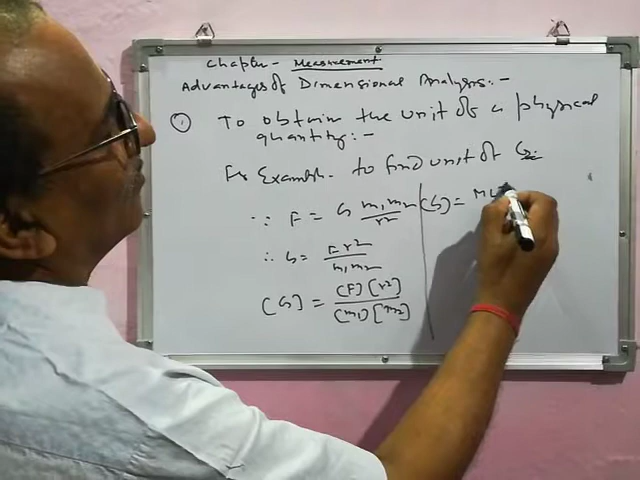 Chapter - Measurement
Advantages of Dimensional Analysis:-
① To obtain the unit of a physical
quantity:-
For Example - to find unit of G:
∵ F = G m₁m₂/r²
∴ G = Fr²/m₁m₂
[G] = [F][r²]/[m₁][m₂]
[G] = ML